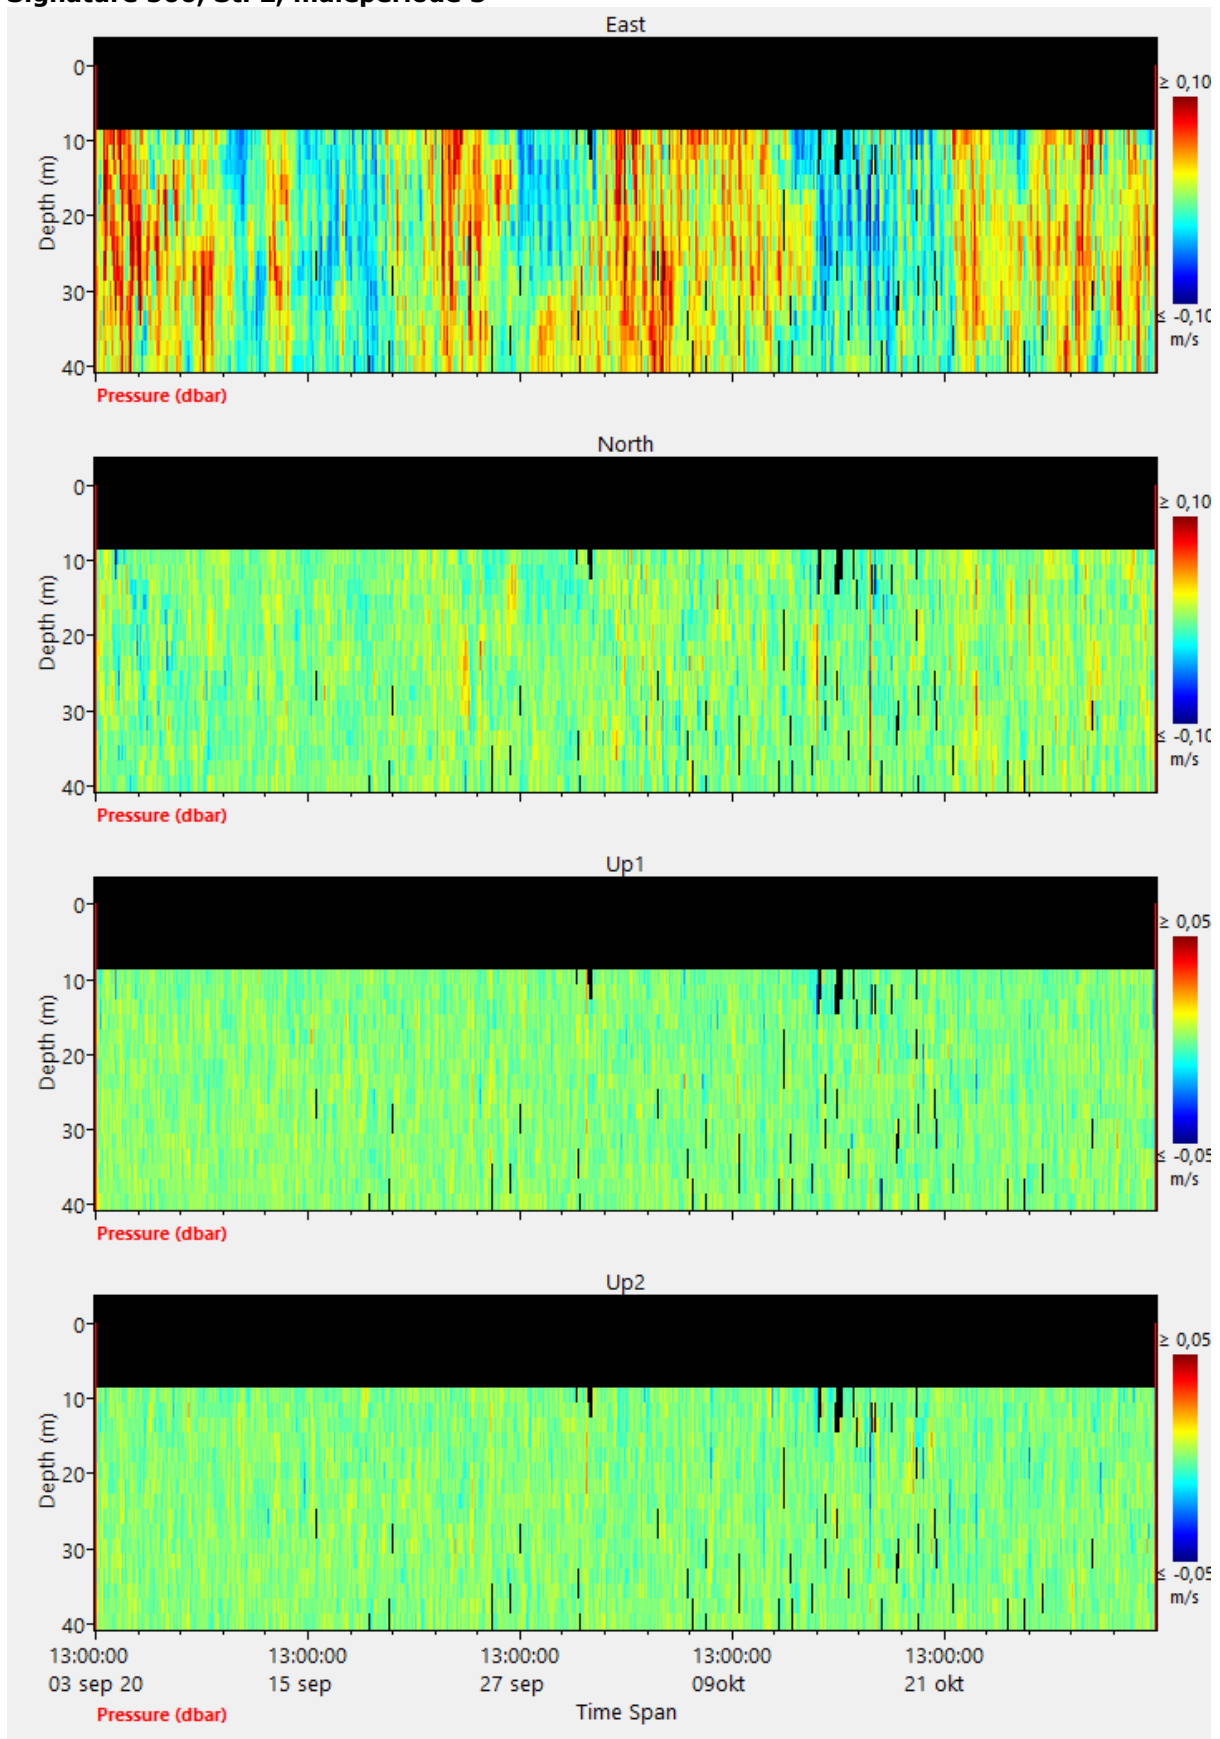 East
0
≥ 0,10
10
20
Depth (m)
30
≤ -0,10
m/s
40
Pressure (dbar)
North
0
≥ 0,10
10
20
Depth (m)
30
≤ -0,10
m/s
40
Pressure (dbar)
Up1
0
≥ 0,05
10
20
Depth (m)
30
≤ -0,05
m/s
40
Pressure (dbar)
Up2
0
≥ 0,05
10
20
Depth (m)
30
≤ -0,05
m/s
40
13:00:00 13:00:00 13:00:00 13:00:00 13:00:00
03 sep 20 15 sep 27 sep 09okt 21 okt
Pressure (dbar) Time Span